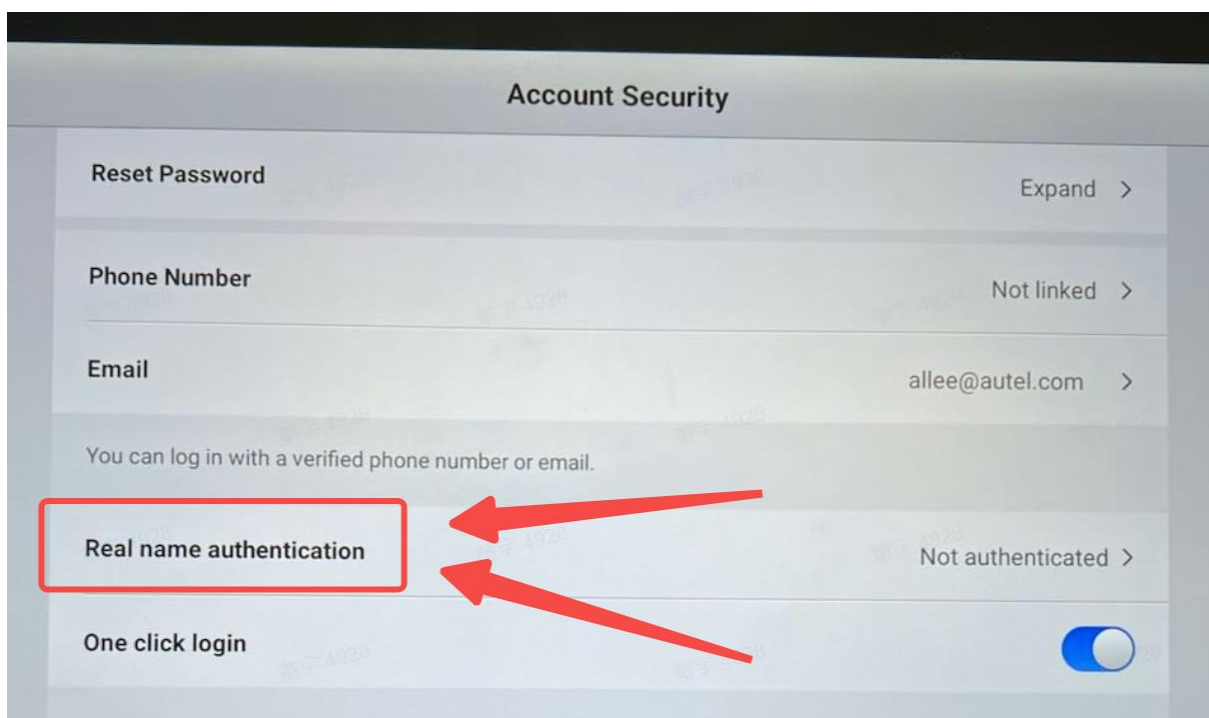 Account Security
Reset Password
Expand >
Phone Number
Not linked >
Email
allee@autel.com >
You can log in with a verified phone number or email.
Real name authentication
Not authenticated >
One click login